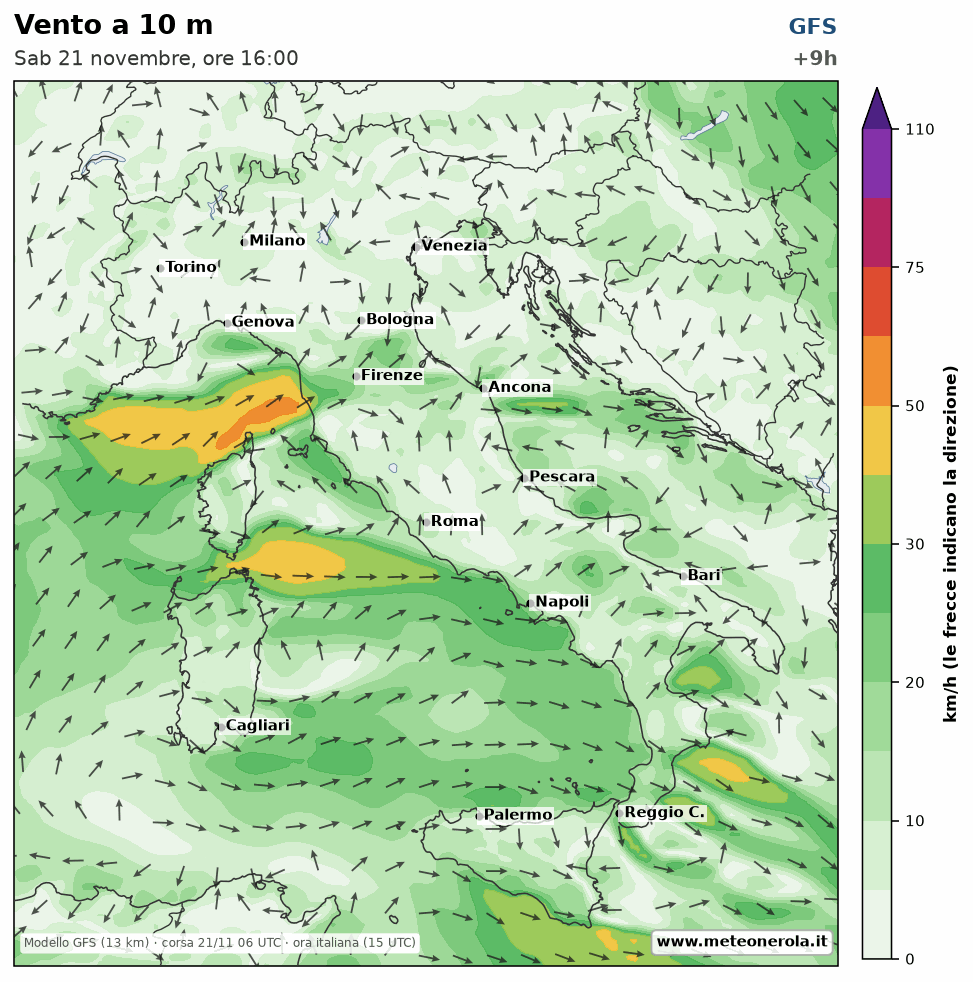 Vento a 10 m
GFS
Sab 21 novembre, ore 16:00
+9h
110
75
50
30
20
10
0
km/h (le frecce indicano la direzione)
Milano
Venezia
Torino
Genova
Bologna
Firenze
Ancona
Pescara
Roma
Bari
Napoli
Cagliari
Palermo
Reggio C.
Modello GFS (13 km) · corsa 21/11 06 UTC · ora italiana (15 UTC)
www.meteonerola.it